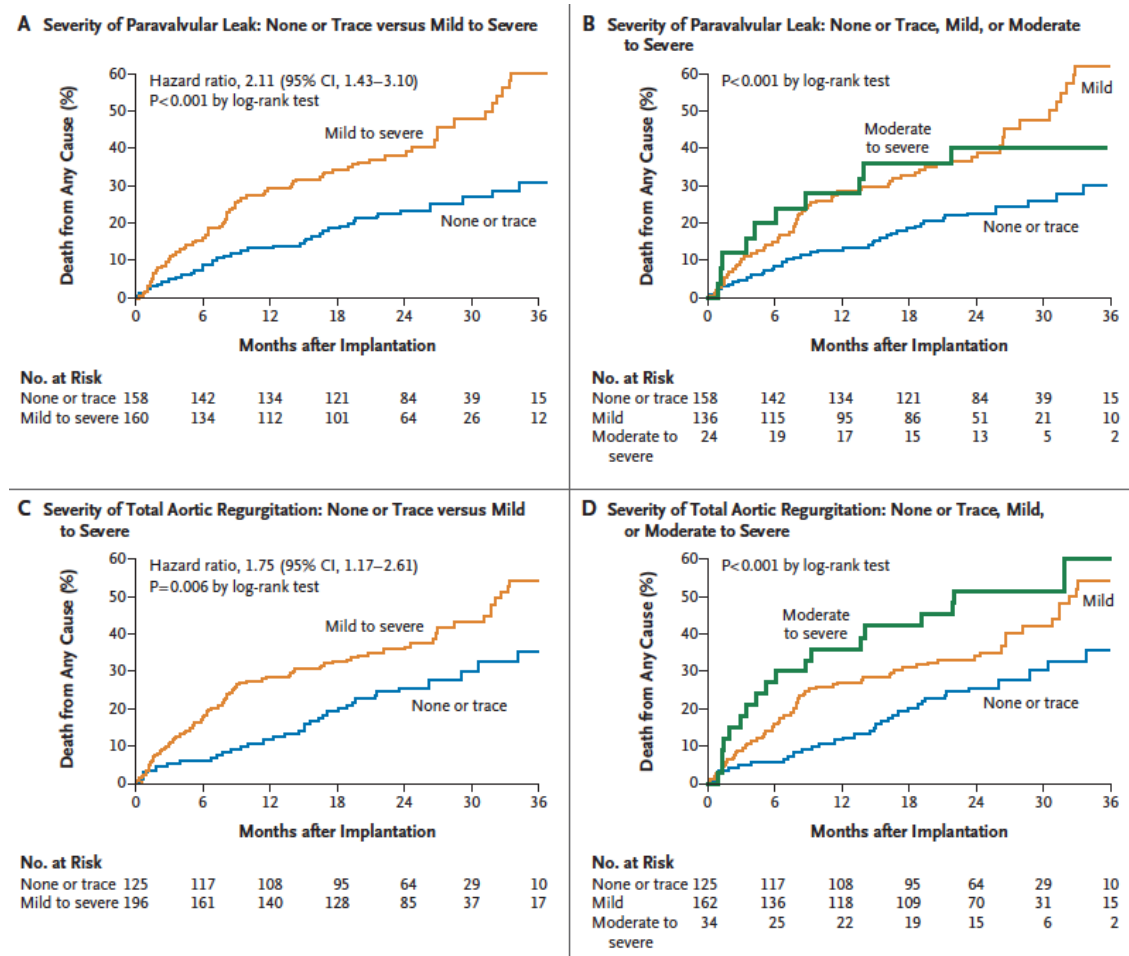 A Severity of Paravalvular Leak: None or Trace versus Mild to Severe
Death from Any Cause (%)
60
50
40
30
20
10
0
Hazard ratio, 2.11 (95% CI, 1.43–3.10)
P<0.001 by log-rank test
Mild to severe
None or trace
0 6 12 18 24 30 36
Months after Implantation
No. at Risk
None or trace 158 142 134 121 84 39 15
Mild to severe 160 134 112 101 64 26 12
B Severity of Paravalvular Leak: None or Trace, Mild, or Moderate
to Severe
Death from Any Cause (%)
60
50
40
30
20
10
0
P<0.001 by log-rank test
Mild
Moderate
to severe
None or trace
0 6 12 18 24 30 36
Months after Implantation
No. at Risk
None or trace 158 142 134 121 84 39 15
Mild 136 115 95 86 51 21 10
Moderate to 24 19 17 15 13 5 2
severe
C Severity of Total Aortic Regurgitation: None or Trace versus Mild
to Severe
Death from Any Cause (%)
60
50
40
30
20
10
0
Hazard ratio, 1.75 (95% CI, 1.17–2.61)
P=0.006 by log-rank test
Mild to severe
None or trace
0 6 12 18 24 30 36
Months after Implantation
No. at Risk
None or trace 125 117 108 95 64 29 10
Mild to severe 196 161 140 128 85 37 17
D Severity of Total Aortic Regurgitation: None or Trace, Mild,
or Moderate to Severe
Death from Any Cause (%)
60
50
40
30
20
10
0
P<0.001 by log-rank test
Moderate
to severe
Mild
None or trace
0 6 12 18 24 30 36
Months after Implantation
No. at Risk
None or trace 125 117 108 95 64 29 10
Mild 162 136 118 109 70 31 15
Moderate to 34 25 22 19 15 6 2
severe